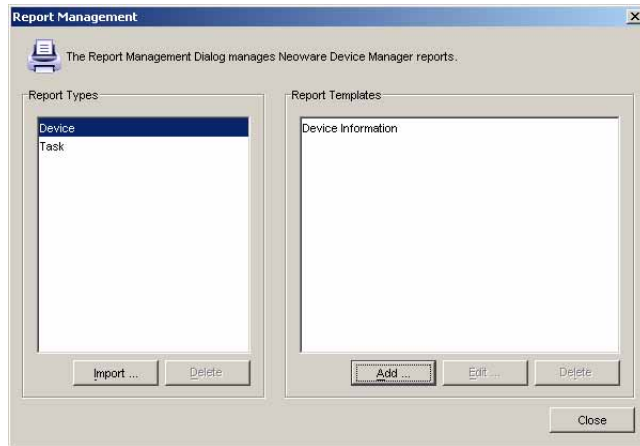 Report Management
The Report Management Dialog manages Neoware Device Manager reports.
Report Types
Device
Task
Import ...
Delete
Report Templates
Device Information
Add ...
Edit ...
Delete
Close